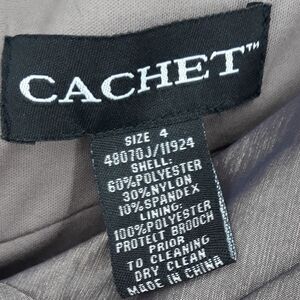 CACHET™
SIZE 4
48070J/11924
SHELL:
60%POLYESTER
30%NYLON
10%SPANDEX
LINING:
100%POLYESTER
PROTECT BROOCH
PRIOR
TO CLEANING
DRY CLEAN
MADE IN CHINA